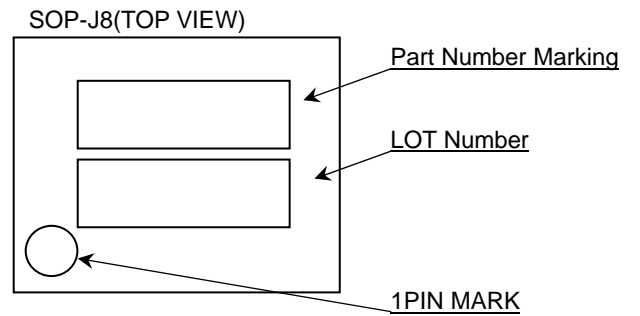 SOP-J8(TOP VIEW)
Part Number Marking
LOT Number
1PIN MARK